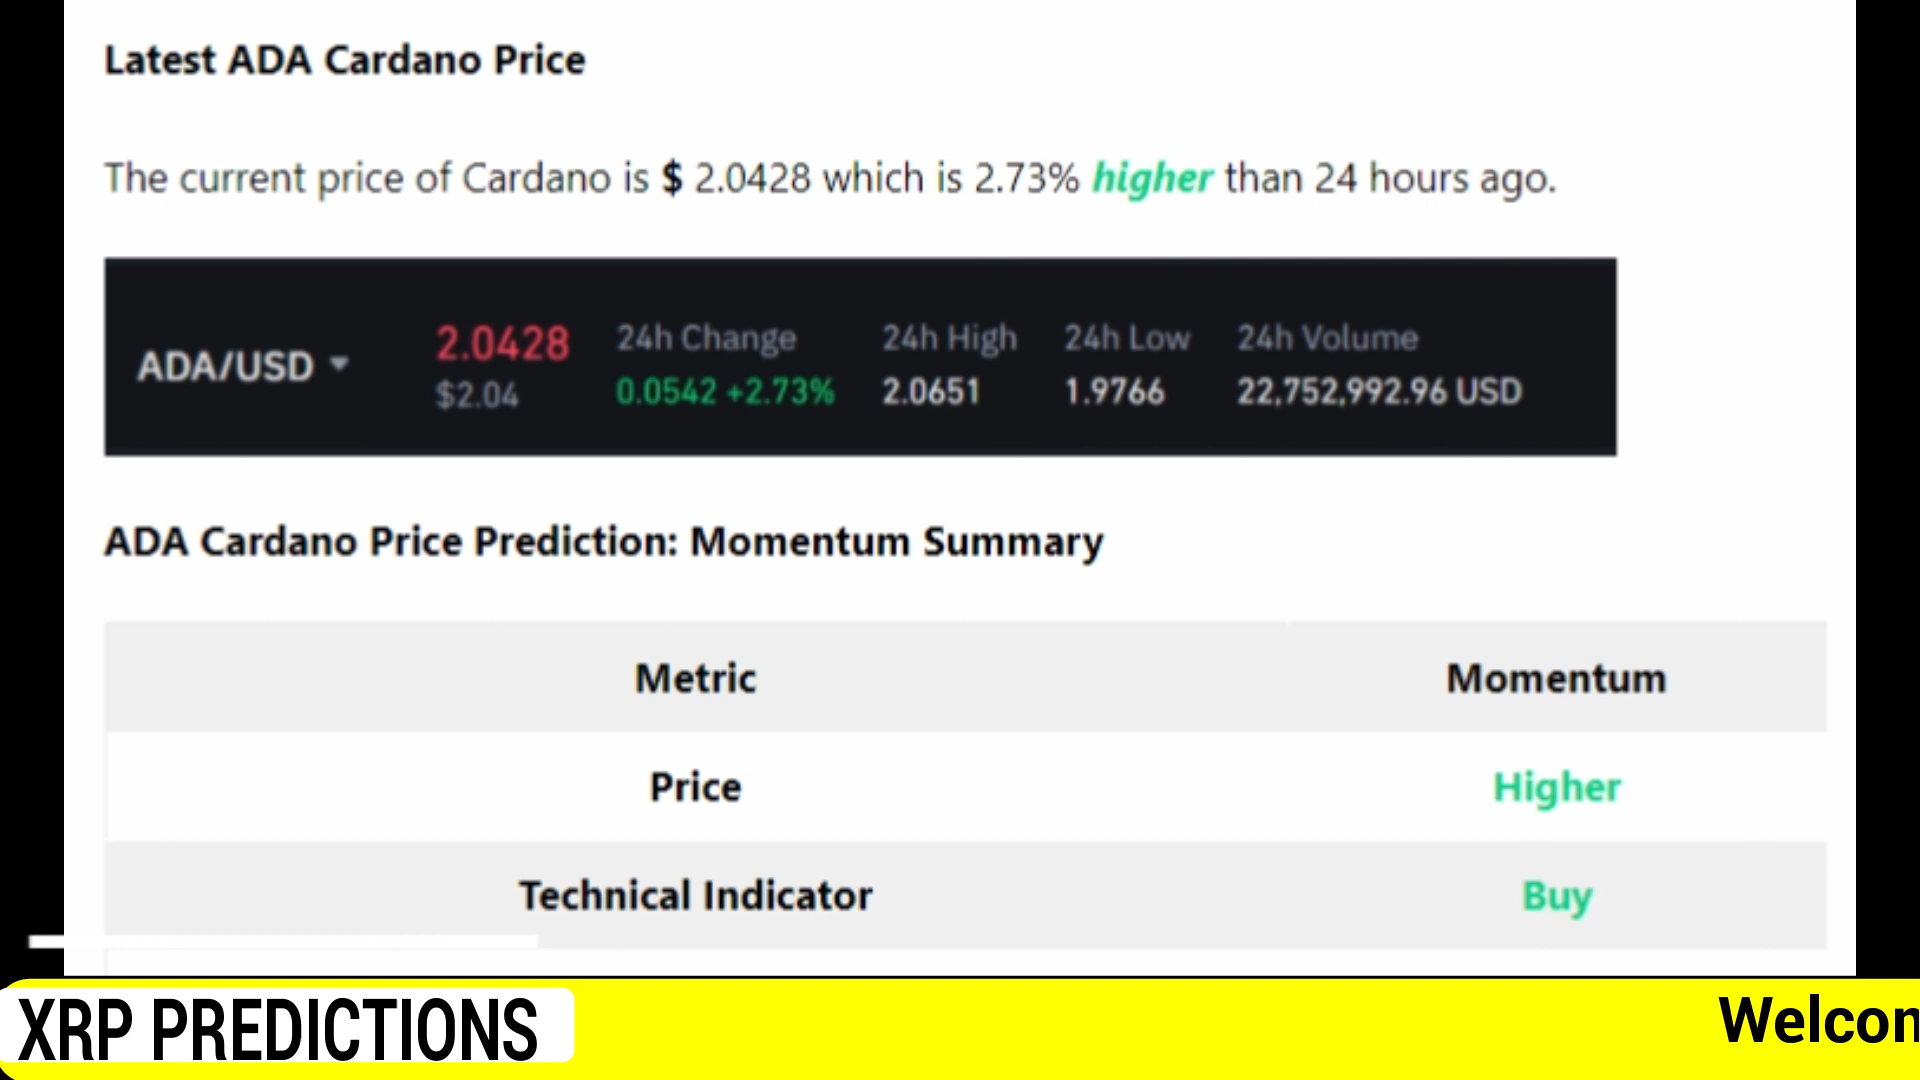 Latest ADA Cardano Price
The current price of Cardano is $ 2.0428 which is 2.73% higher than 24 hours ago.
ADA/USD
2.0428
$2.04
24h Change
0.0542 +2.73%
24h High
2.0651
24h Low
1.9766
24h Volume
22,752,992.96 USD
ADA Cardano Price Prediction: Momentum Summary
Metric Momentum
Price Higher
Technical Indicator Buy
XRP PREDICTIONS
Welcon